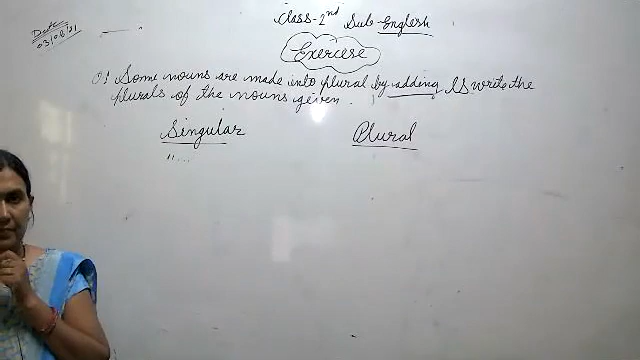 Class-2nd Sub-English
Date
03/08/21
Exercese
Q1 Some nouns are made into plural by adding S write the
plurals of the nouns given.
Singular
Plural